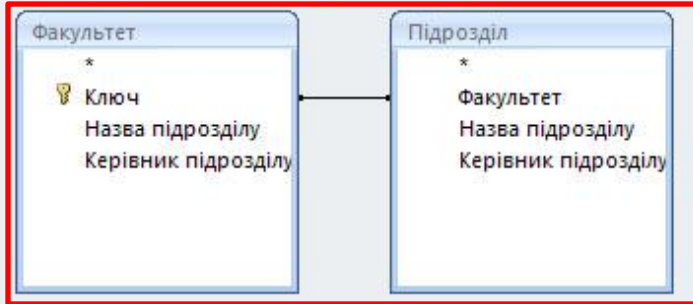 Факультет
*
Ключ
Назва підрозділу
Керівник підрозділу
Підрозділ
*
Факультет
Назва підрозділу
Керівник підрозділу